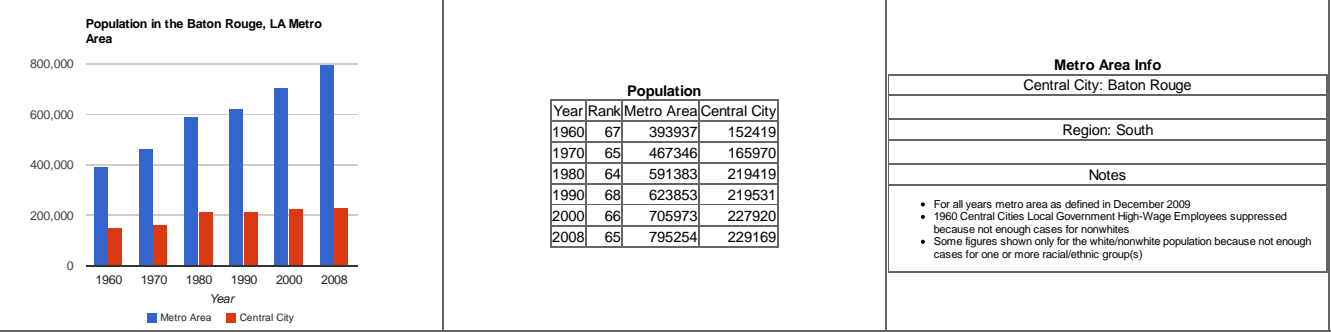 Population in the Baton Rouge, LA Metro
Area
800,000
600,000
400,000
200,000
0
1960 1970 1980 1990 2000 2008
Year
Metro Area Central City
Population
Year Rank Metro Area Central City
1960 67 393937 152419
1970 65 467346 165970
1980 64 591383 219419
1990 68 623853 219531
2000 66 705973 227920
2008 65 795254 229169
Metro Area Info
Central City: Baton Rouge
Region: South
Notes
• For all years metro area as defined in December 2009
• 1960 Central Cities Local Government High-Wage Employees suppressed
because not enough cases for nonwhites
• Some figures shown only for the white/nonwhite population because not enough
cases for one or more racial/ethnic group(s)